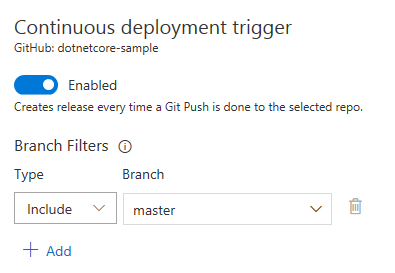 Continuous deployment trigger
GitHub: dotnetcore-sample
Enabled
Creates release every time a Git Push is done to the selected repo.
Branch Filters
Type Branch
Include master
Add